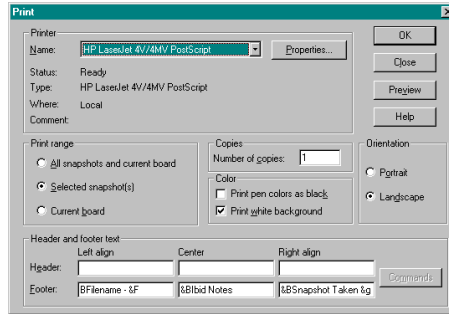 Print
Printer
Name: HP LaserJet 4V/4MV PostScript Properties...
Status: Ready
Type: HP LaserJet 4V/4MV PostScript
Where: Local
Comment:
OK
Close
Preview
Help
Print range
All snapshots and current board
Selected snapshot(s)
Current board
Copies
Number of copies: 1
Color
Print pen colors as black
Print white background
Orientation
Portrait
Landscape
Header and footer text
Left align Center Right align
Header:
Footer: BFilename - &F &BIbid Notes &BSnapshot Taken &g
Commands